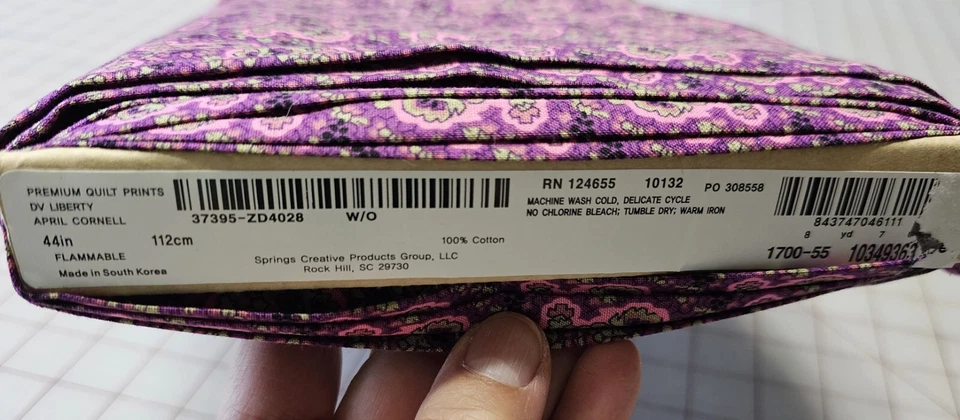 PREMIUM QUILT PRINTS
DV LIBERTY
APRIL CORNELL
44in 112cm
FLAMMABLE
Made in South Korea
37395-ZD4028 W/O
100% Cotton
Springs Creative Products Group, LLC
Rock Hill, SC 29730
RN 124655 10132 PO 308558
MACHINE WASH COLD, DELICATE CYCLE
NO CHLORINE BLEACH; TUMBLE DRY; WARM IRON
843747046111
8 yd 7
1700-55 10349363